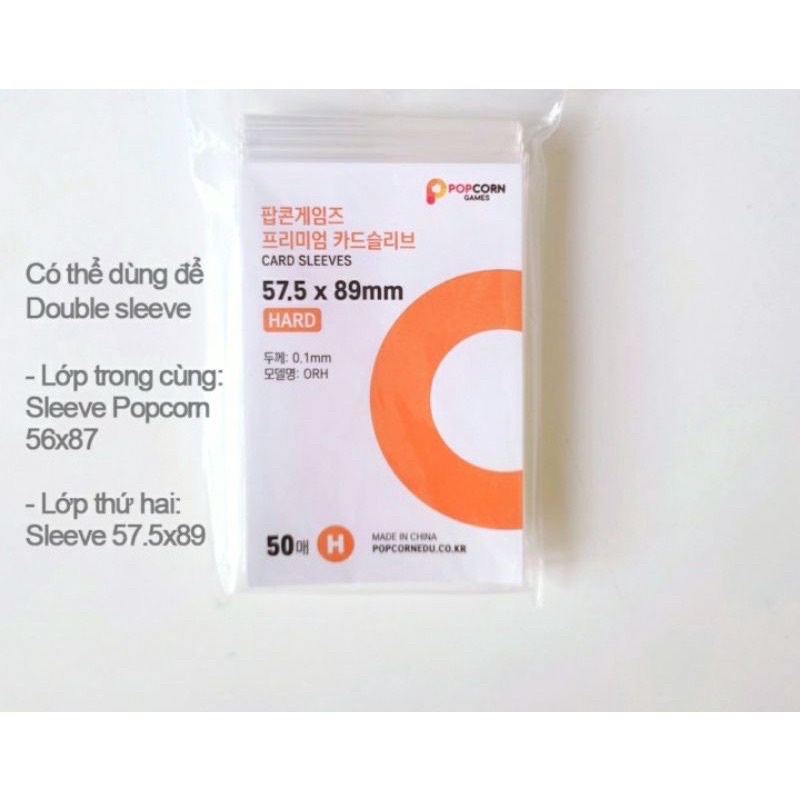 Có thể dùng để
Double sleeve
- Lớp trong cùng:
Sleeve Popcorn
56x87
- Lớp thứ hai:
Sleeve 57.5x89
POPCORN
GAMES
팝콘게임즈
프리미엄 카드슬리브
CARD SLEEVES
57.5 x 89mm
HARD
두께: 0.1mm
모델명: ORH
50매 H
MADE IN CHINA
POPCORNEDU.CO.KR